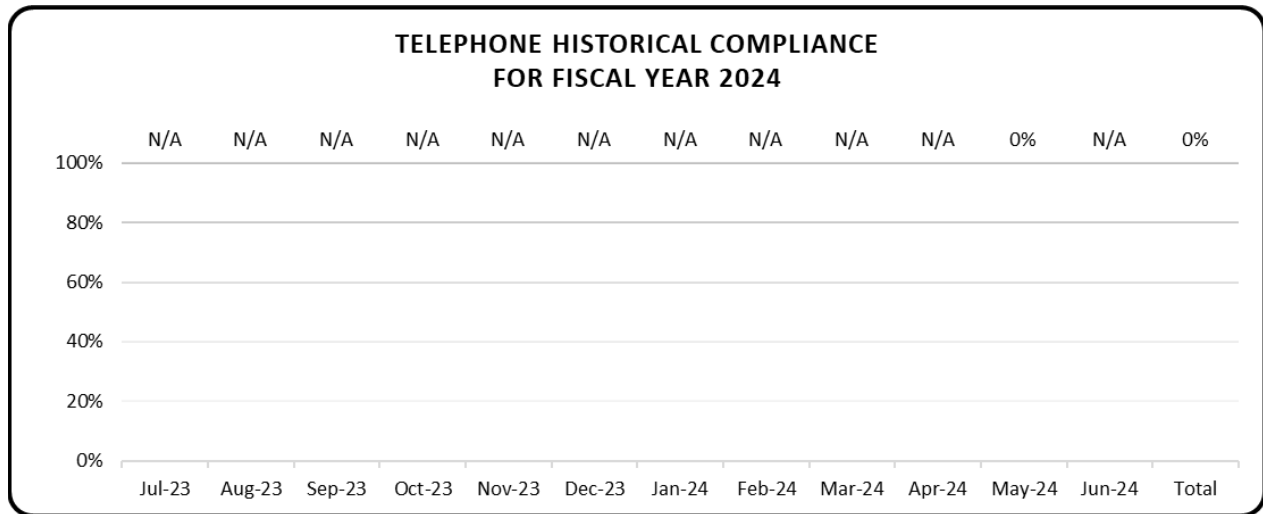 TELEPHONE HISTORICAL COMPLIANCE
FOR FISCAL YEAR 2024
N/A N/A N/A N/A N/A N/A N/A N/A N/A N/A 0% N/A 0%
100%
80%
60%
40%
20%
0%
Jul-23 Aug-23 Sep-23 Oct-23 Nov-23 Dec-23 Jan-24 Feb-24 Mar-24 Apr-24 May-24 Jun-24 Total